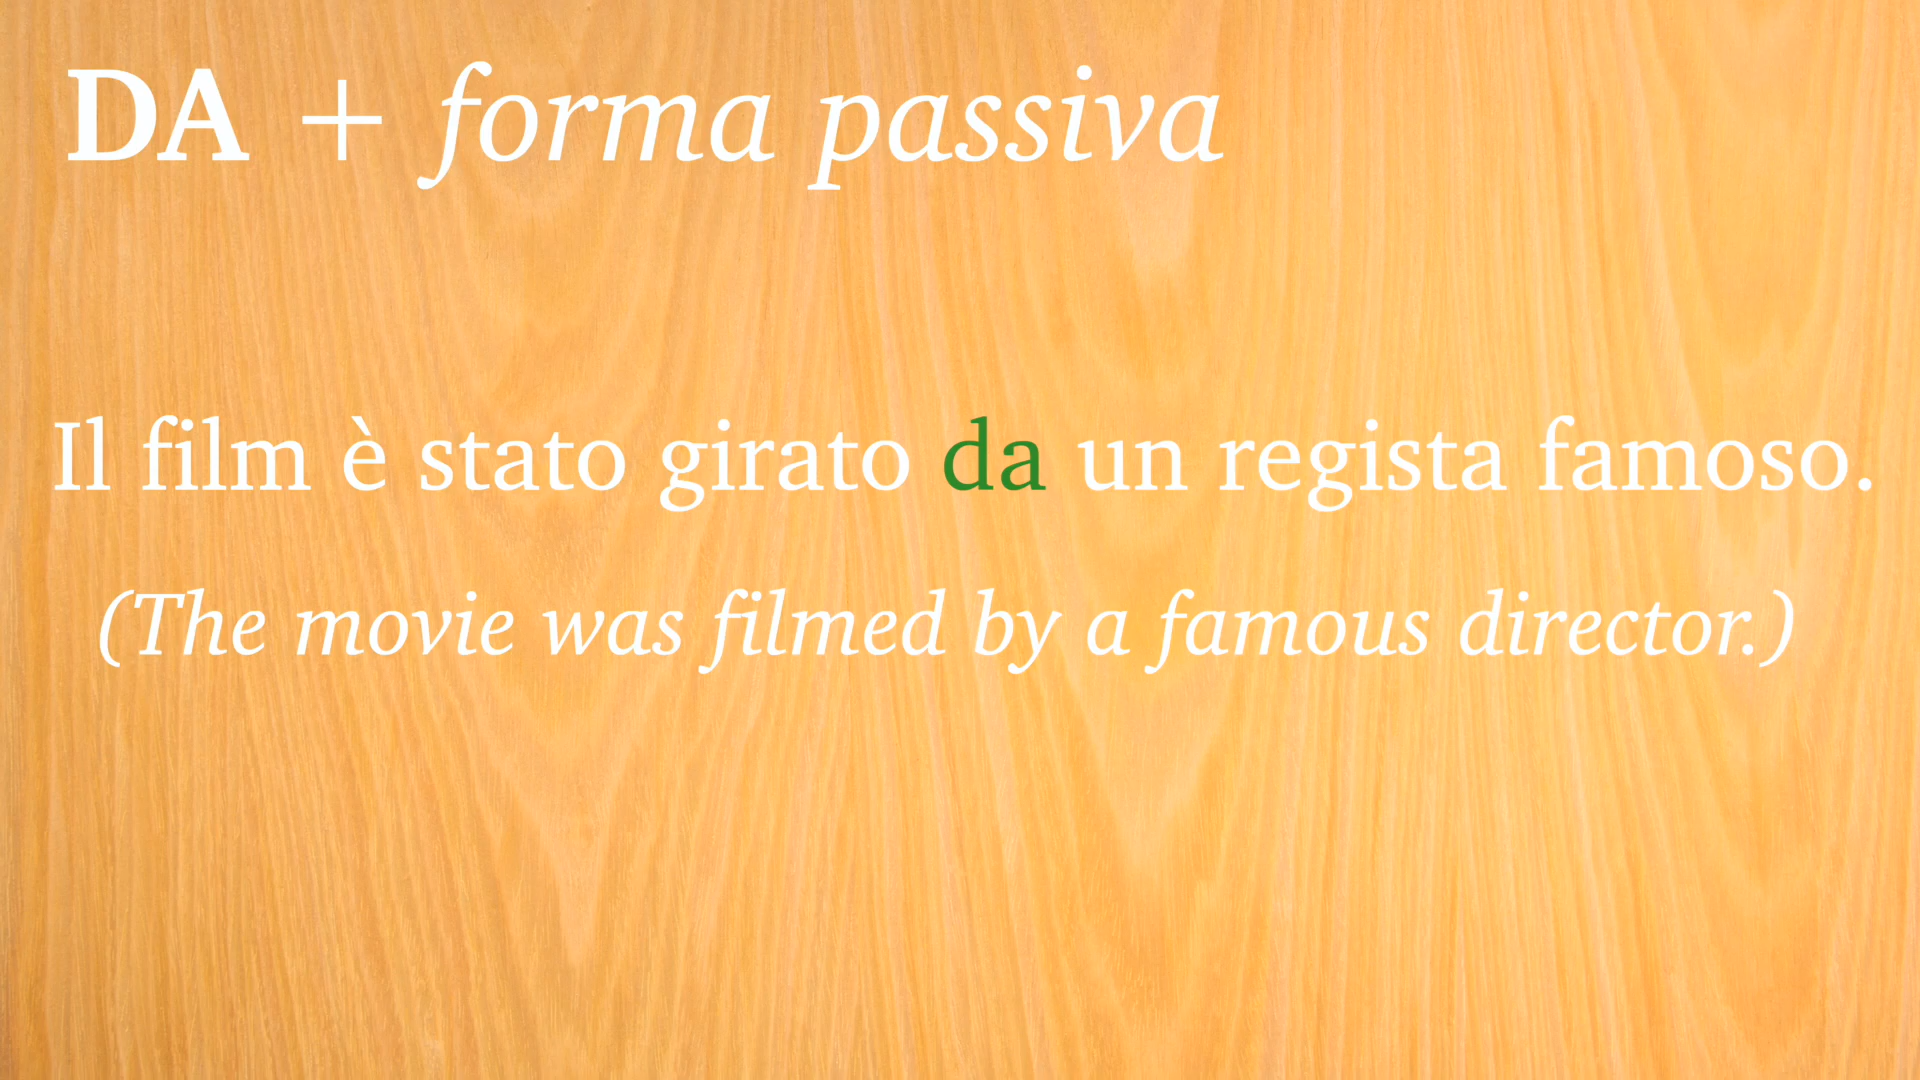 DA + forma passiva
Il film è stato girato da un regista famoso.
(The movie was filmed by a famous director.)